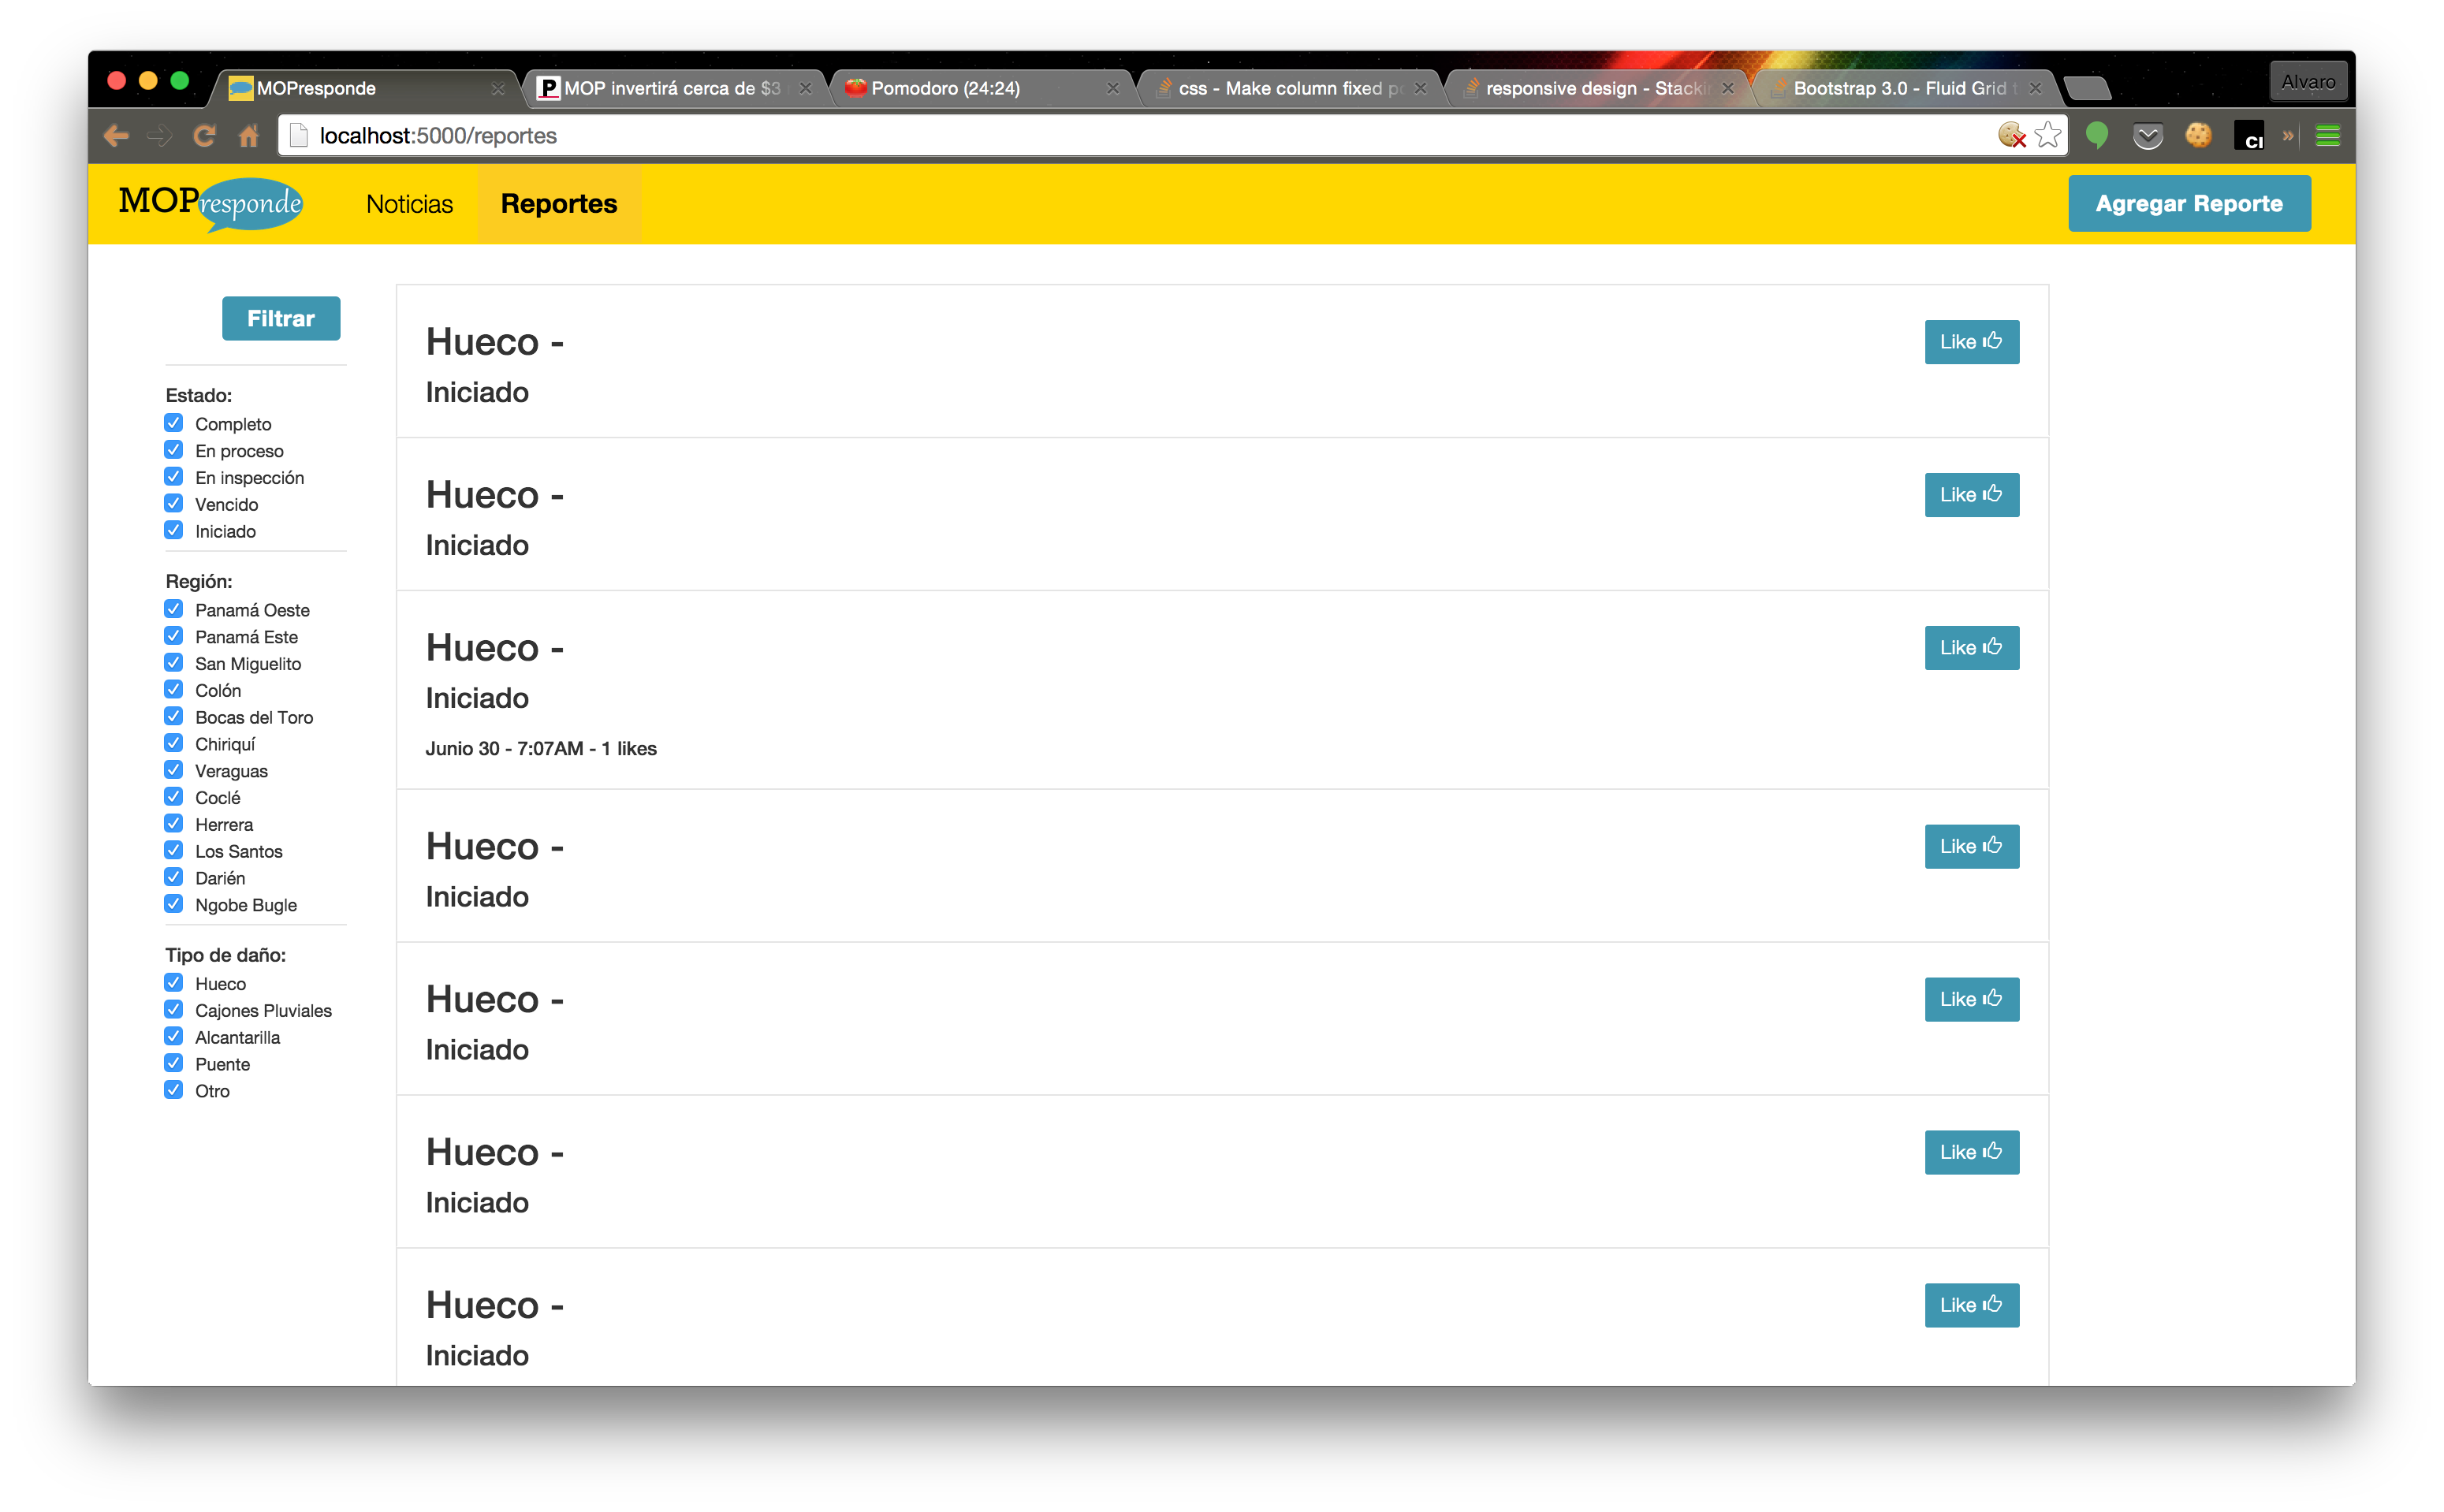 MOPresponde
MOP invertirá cerca de $3
Pomodoro (24:24)
css - Make column fixed p
responsive design - Stack
Bootstrap 3.0 - Fluid Grid t
Alvaro
localhost:5000/reportes
CI
»
MOPresponde
Noticias
Reportes
Agregar Reporte
Filtrar
Estado:
Completo
En proceso
En inspección
Vencido
Iniciado
Región:
Panamá Oeste
Panamá Este
San Miguelito
Colón
Bocas del Toro
Chiriquí
Veraguas
Coclé
Herrera
Los Santos
Darién
Ngobe Bugle
Tipo de daño:
Hueco
Cajones Pluviales
Alcantarilla
Puente
Otro
Hueco -
Like
Iniciado
Hueco -
Like
Iniciado
Hueco -
Like
Iniciado
Junio 30 - 7:07AM - 1 likes
Hueco -
Like
Iniciado
Hueco -
Like
Iniciado
Hueco -
Like
Iniciado
Hueco -
Like
Iniciado